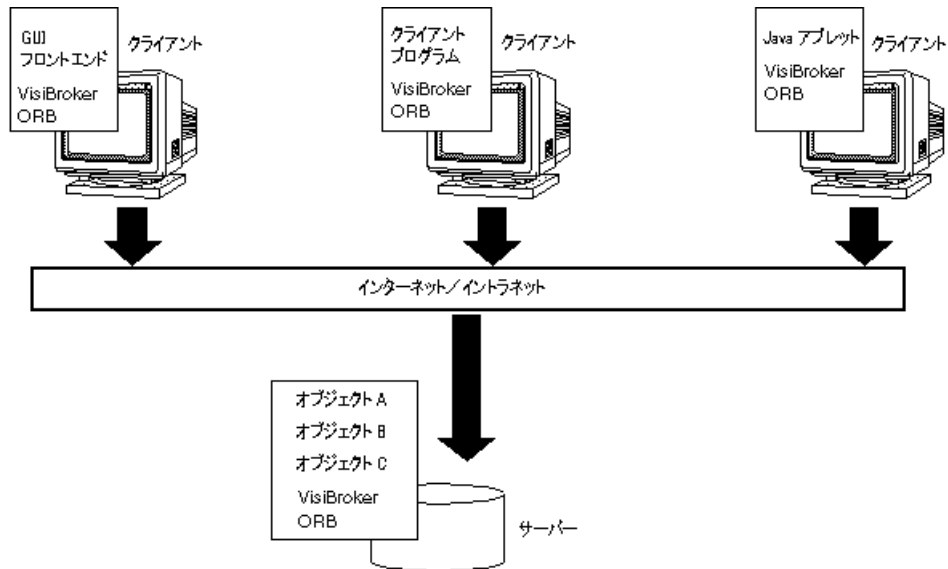 GUI
フロントエンド
VisiBroker
ORB
クライアント
クライアント
プログラム
VisiBroker
ORB
クライアント
Java アプレット
VisiBroker
ORB
クライアント
インターネット／イントラネット
オブジェクト A
オブジェクト B
オブジェクト C
VisiBroker
ORB
サーバー